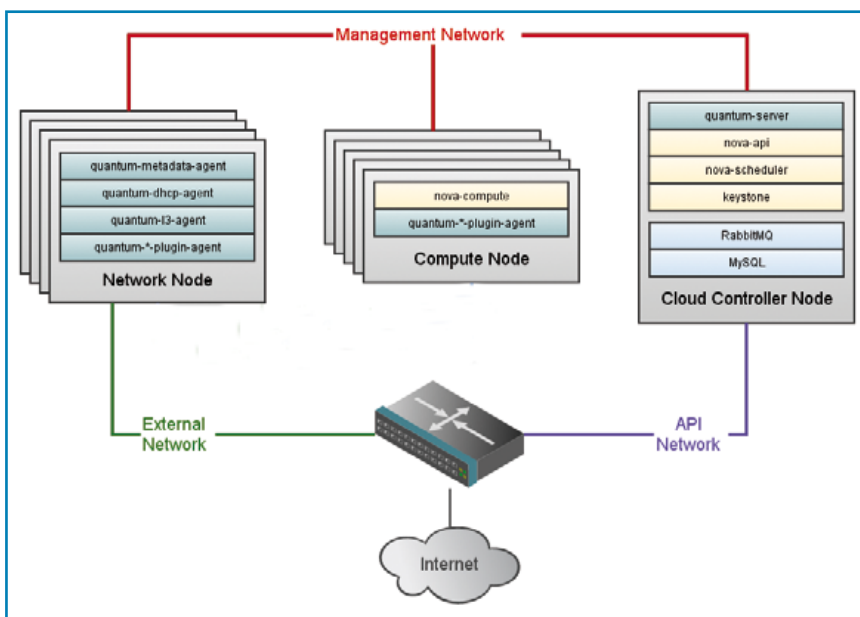 Management Network
quantum-metadata-agent
quantum-dhcp-agent
quantum-l3-agent
quantum-*-plugin-agent
Network Node
nova-compute
quantum-*-plugin-agent
Compute Node
quantum-server
nova-api
nova-scheduler
keystone
RabbitMQ
MySQL
Cloud Controller Node
External
Network
API
Network
Internet